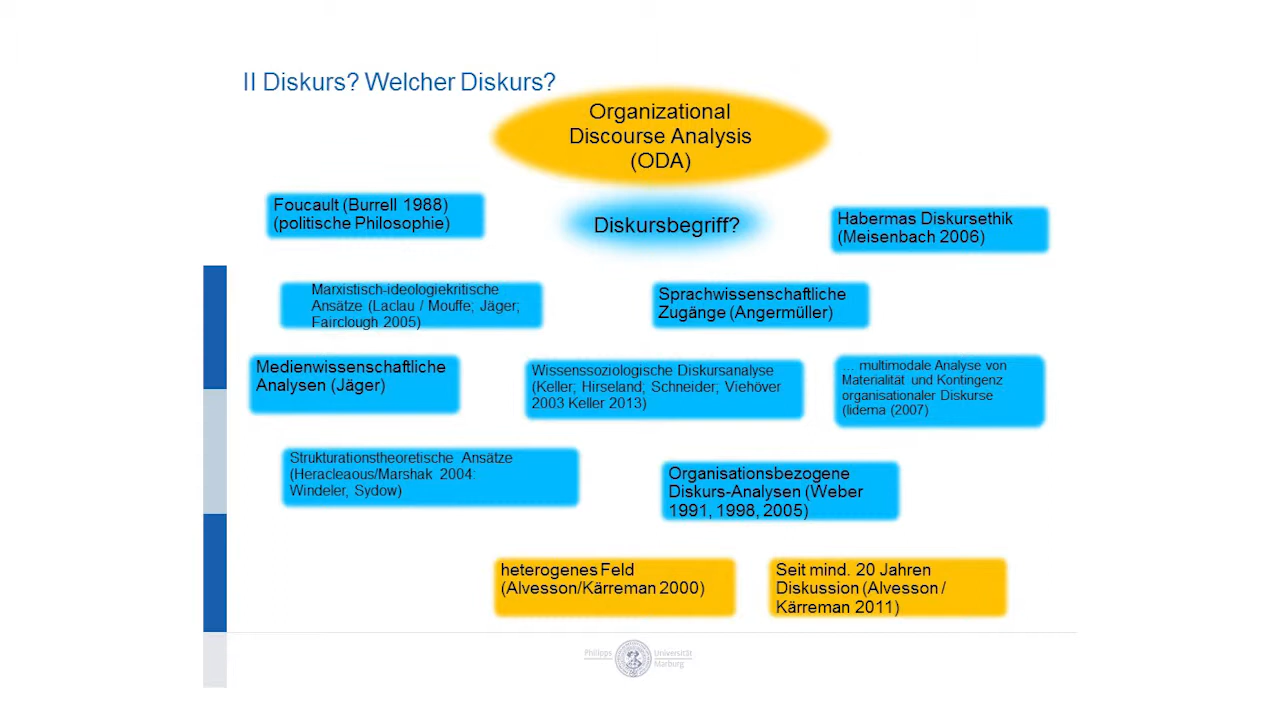 II Diskurs? Welcher Diskurs?
Organizational
Discourse Analysis
(ODA)
Foucault (Burrell 1988)
(politische Philosophie)
Diskursbegriff?
Habermas Diskursethik
(Meisenbach 2006)
Marxistisch-ideologiekritische
Ansätze (Laclau / Mouffe; Jäger;
Fairclough 2005)
Sprachwissenschaftliche
Zugänge (Angermüller)
Medienwissenschaftliche
Analysen (Jäger)
Wissenssoziologische Diskursanalyse
(Keller; Hirseland; Schneider; Viehöver
2003 Keller 2013)
... multimodale Analyse von
Materialität und Kontingenz
organisationaler Diskurse
(Iidema (2007)
Strukturationstheoretische Ansätze
(Heracleaous/Marshak 2004:
Windeler, Sydow)
Organisationsbezogene
Diskurs-Analysen (Weber
1991, 1998, 2005)
heterogenes Feld
(Alvesson/Kärreman 2000)
Seit mind. 20 Jahren
Diskussion (Alvesson /
Kärreman 2011)
Philipps Universität
Marburg